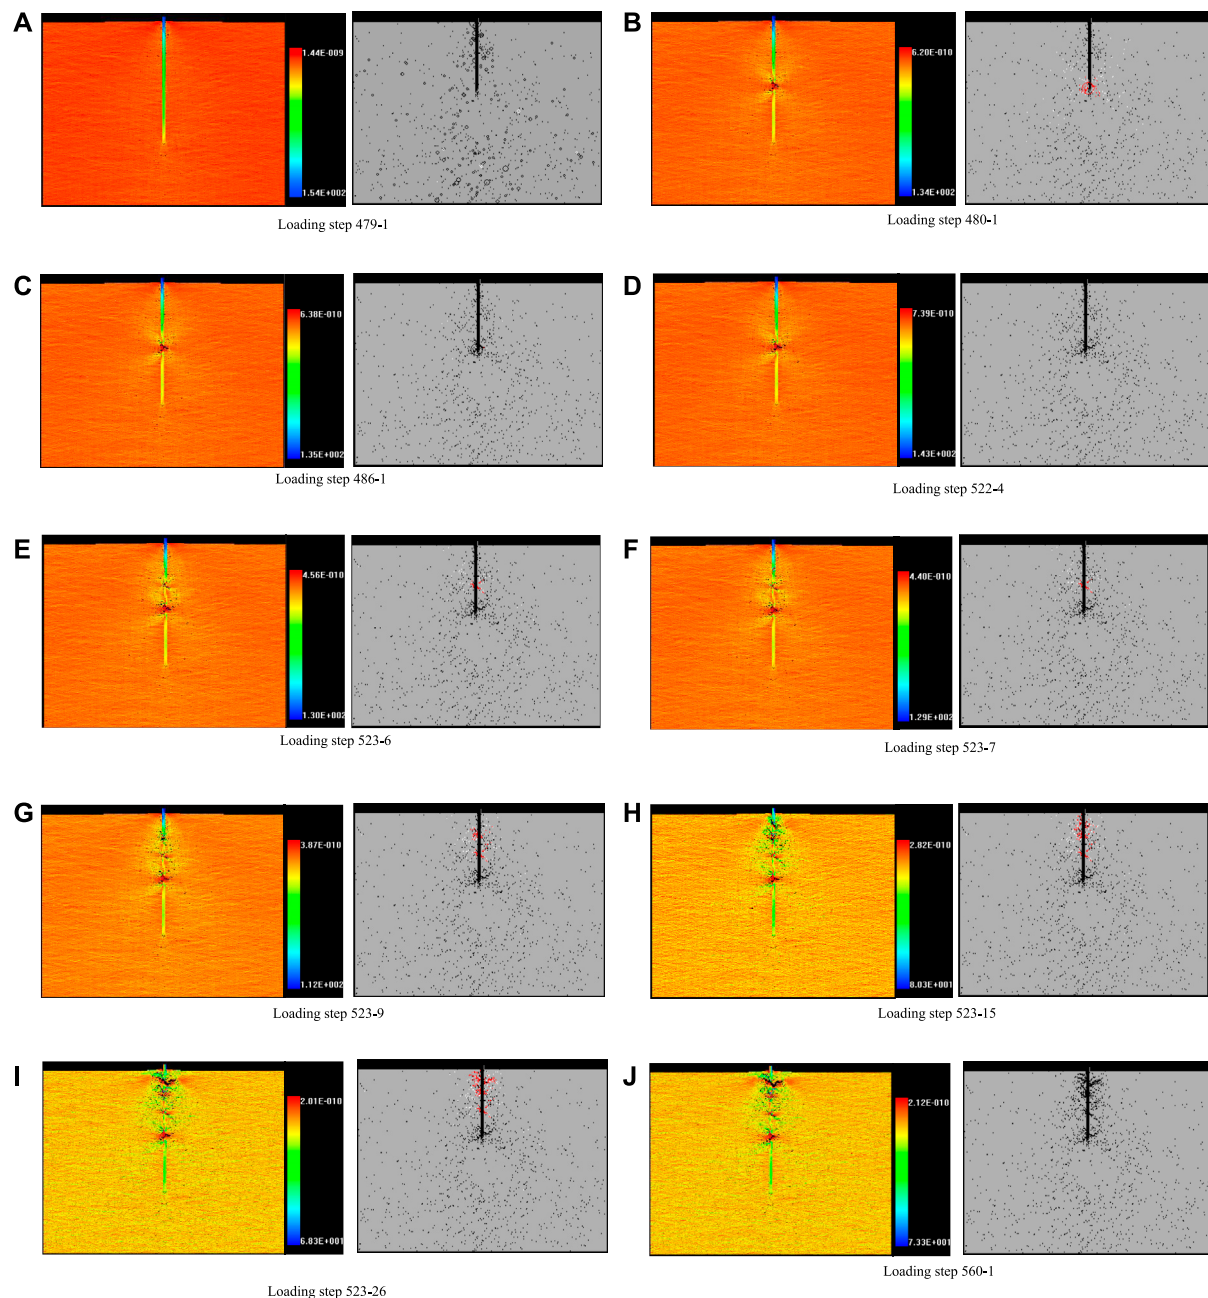 A
1.44E-009
1.54E+002
Loading step 479-1
B
6.20E-010
1.34E+002
Loading step 480-1
C
6.38E-010
1.35E+002
Loading step 486-1
D
7.39E-010
1.43E+002
Loading step 522-4
E
4.56E-010
1.30E+002
Loading step 523-6
F
4.40E-010
1.29E+002
Loading step 523-7
G
3.87E-010
1.12E+002
Loading step 523-9
H
2.82E-010
8.03E+001
Loading step 523-15
I
2.01E-010
6.83E+001
Loading step 523-26
J
2.12E-010
7.33E+001
Loading step 560-1